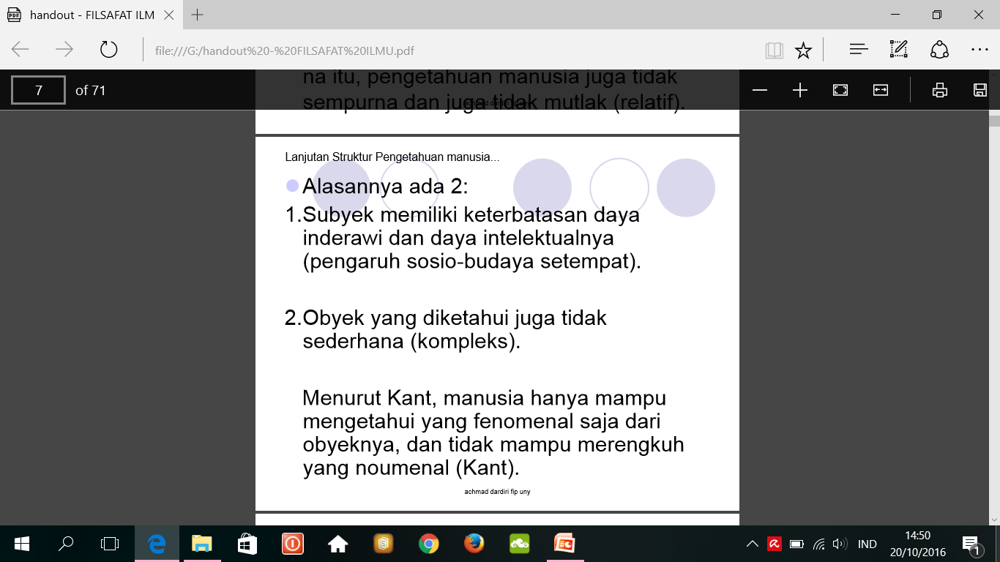 handout - FILSAFAT ILM
file:///G:/handout%20-%20FILSAFAT%20ILMU.pdf
7 of 71
na itu, pengetahuan manusia juga tidak
sempurna dan juga tidak mutlak (relatif).
achmad dardiri fip uny
Lanjutan Struktur Pengetahuan manusia...
Alasannya ada 2:
1.Subyek memiliki keterbatasan daya
inderawi dan daya intelektualnya
(pengaruh sosio-budaya setempat).
2.Obyek yang diketahui juga tidak
sederhana (kompleks).
Menurut Kant, manusia hanya mampu
mengetahui yang fenomenal saja dari
obyeknya, dan tidak mampu merengkuh
yang noumenal (Kant).
achmad dardiri fip uny
IND
14:50
20/10/2016
1